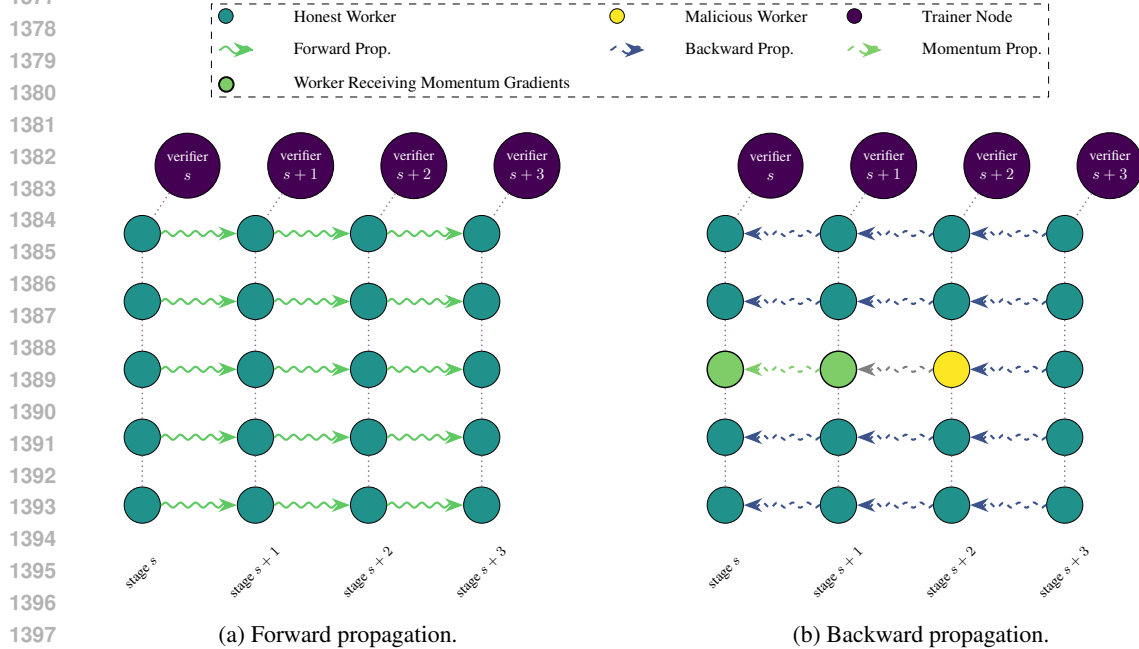 1377
1378
1379
1380
1381
1382
1383
1384
1385
1386
1387
1388
1389
1390
1391
1392
1393
1394
1395
1396
1397
Honest Worker Malicious Worker Trainer Node
Forward Prop. Backward Prop. Momentum Prop.
Worker Receiving Momentum Gradients
verifier
s
verifier
s + 1
verifier
s + 2
verifier
s + 3
stage s
stage s + 1
stage s + 2
stage s + 3
(a) Forward propagation.
verifier
s
verifier
s + 1
verifier
s + 2
verifier
s + 3
stage s
stage s + 1
stage s + 2
stage s + 3
(b) Backward propagation.